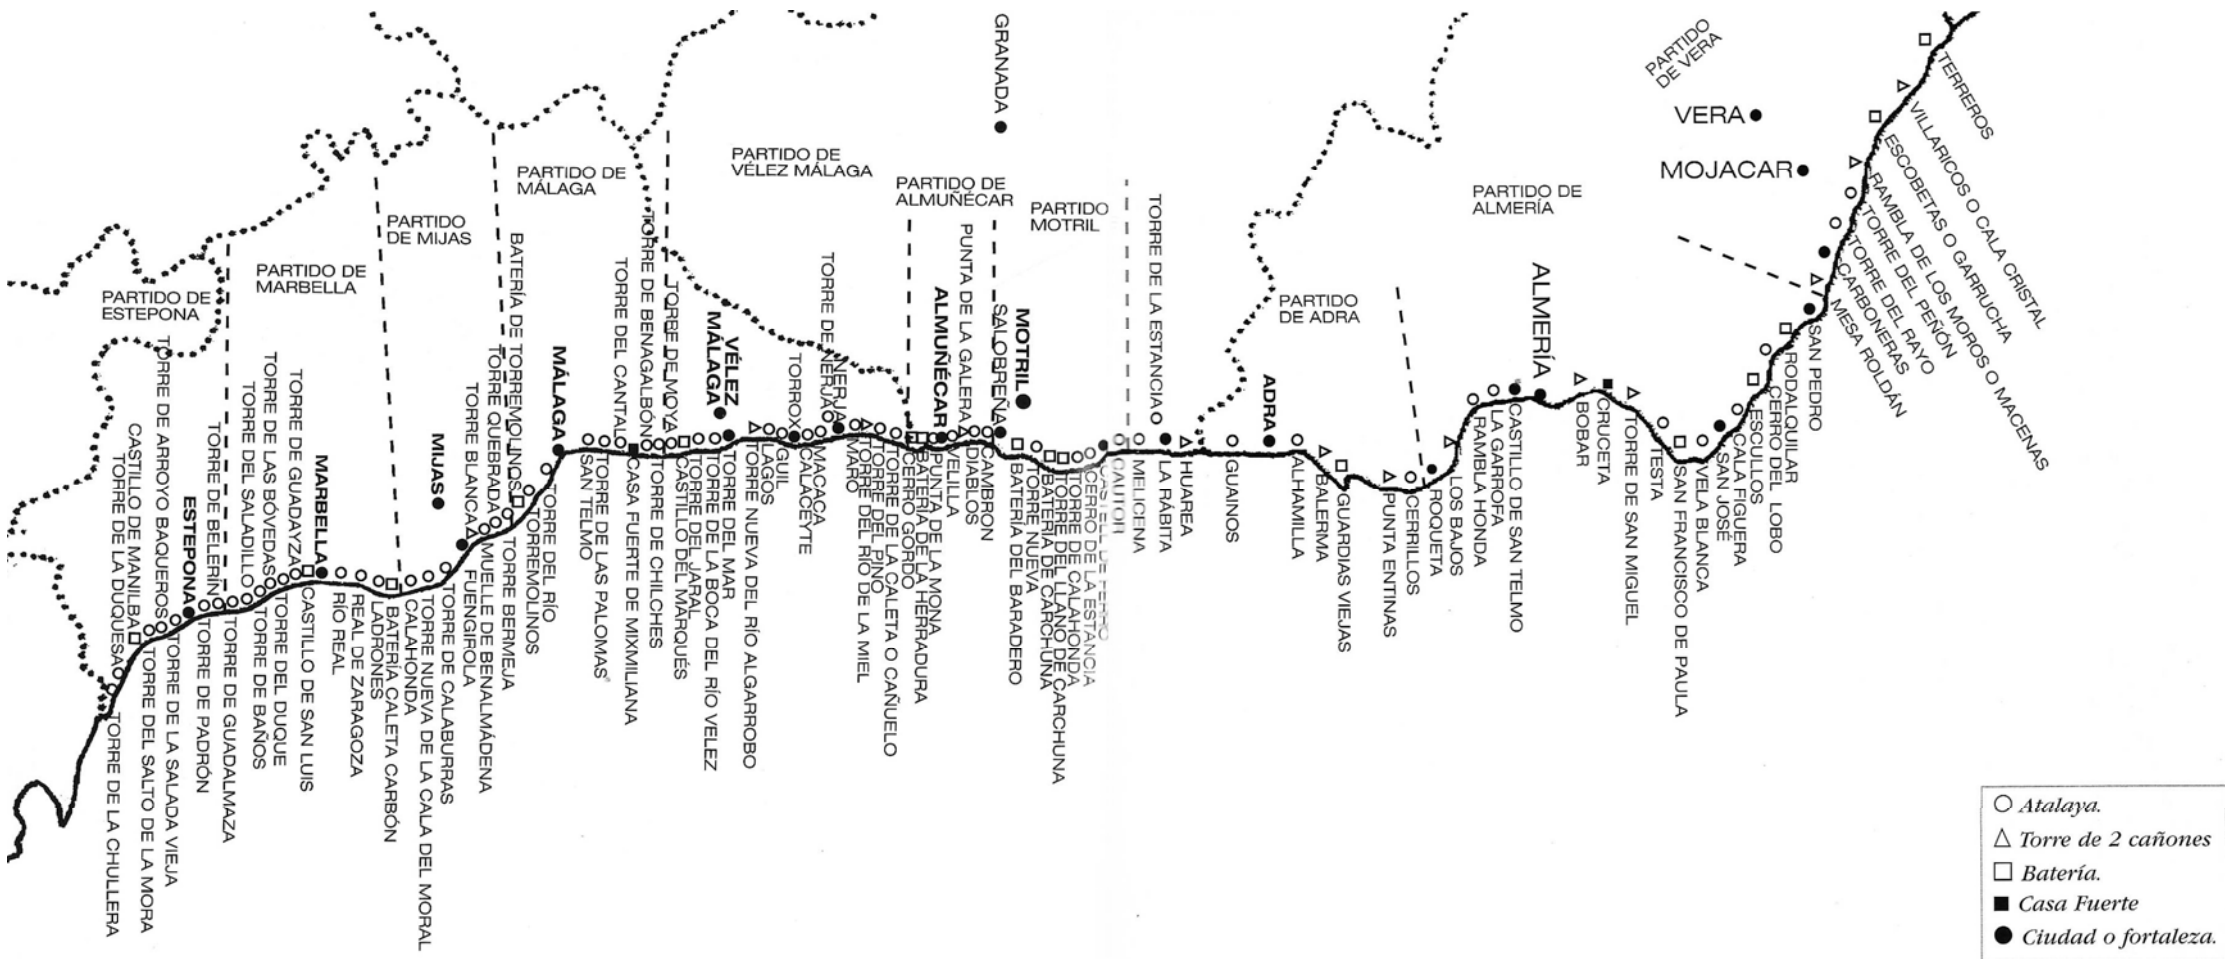 GRANADA
PARTIDO
DE VERA
VERA
MOJACAR
PARTIDO DE
ESTEPONA
PARTIDO DE
MARBELLA
PARTIDO
DE MIJAS
PARTIDO DE
MÁLAGA
PARTIDO DE
VÉLEZ MÁLAGA
PARTIDO DE
ALMUÑÉCAR
PARTIDO
MOTRIL
PARTIDO
DE ADRA
PARTIDO DE
ALMERÍA
TORRE DE LA CHULLERA
TORRE DE LA DUQUESA
CASTILLO DE MANILBA
TORRE DEL SALTO DE LA MORA
TORRE DE ARROYO BAQUEROS
TORRE DE LA SALADA VIEJA
ESTEPONA
TORRE DE PADRÓN
TORRE DE BELERÍN
TORRE DE GUADALMAZA
TORRE DEL SALADILLO
TORRE DE BAÑOS
TORRE DE LAS BÓVEDAS
TORRE DEL DUQUE
TORRE DE GUADAYZA
CASTILLO DE SAN LUIS
MARBELLA
RÍO REAL
REAL DE ZARAGOZA
LADRONES
BATERÍA CALETA CARBÓN
CALAHONDA
TORRE NUEVA DE LA CALA DEL MORAL
TORRE DE CALABURRAS
MIJAS
FUENGIROLA
TORRE BLANCA
MUELLE DE BENALMÁDENA
TORRE QUEBRADA
TORRE BERMEJA
BATERÍA DE TORREMOLINOS
TORREMOLINOS
TORRE DEL RÍO
MÁLAGA
SAN TELMO
TORRE DE LAS PALOMAS
TORRE DEL CANTAL
CASA FUERTE DE MIXMILIANA
TORRE DE BENAGALBÓN
TORRE DE CHILCHES
TORRE DE MOYA
CASTILLO DEL MARQUÉS
TORRE DEL JARAL
TORRE DE LA BOCA DEL RÍO VELEZ
VÉLEZ
MÁLAGA
TORRE DEL MAR
TORRE NUEVA DEL RÍO ALGARROBO
LAGOS
GUIL
TORROX
CALACEYTE
MACACA
TORRE DE NERJA
NERJA
MARO
TORRE DEL RÍO DE LA MIEL
TORRE DEL PINO
TORRE DE LA CALETA O CAÑUELO
CERRO GORDO
BATERÍA DE LA HERRADURA
PUNTA DE LA MONA
ALMUÑÉCAR
VELILLA
PUNTA DE LA GALERA
DIABLOS
CAMBRON
SALOBREÑA
BATERÍA DEL BARADERO
MOTRIL
TORRE NUEVA
BATERÍA DE CARCHUNA
TORRE DEL LLANO DE CARCHUNA
TORRE DE CALAHONDA
CERRO DE LA ESTANCIA
CASTELL DE FERRO
CAUTOR
MELICENA
TORRE DE LA ESTANCIA
LA RÁBITA
HUAREA
GUAINOS
ADRA
ALHAMILLA
BALERMA
GUARDIAS VIEJAS
PUNTA ENTINAS
CERRILLOS
ROQUETA
LOS BAJOS
RAMBLA HONDA
LA GARROFA
CASTILLO DE SAN TELMO
ALMERÍA
BOBAR
CRUCETA
TORRE DE SAN MIGUEL
TESTA
SAN FRANCISCO DE PAULA
VELA BLANCA
SAN JOSÉ
CALA FIGUERA
ESCULLOS
CERRO DEL LOBO
RODALQUILAR
SAN PEDRO
MESA ROLDÁN
CARBONERAS
TORRE DEL RAYO
TORRE DEL PEÑÓN
RAMBLA DE LOS MOROS O MACENAS
ESCOBETAS O GARRUCHA
VILLARICOS O CALA CRISTAL
TERREROS
Atalaya.
Torre de 2 cañones
Batería.
Casa Fuerte
Ciudad o fortaleza.